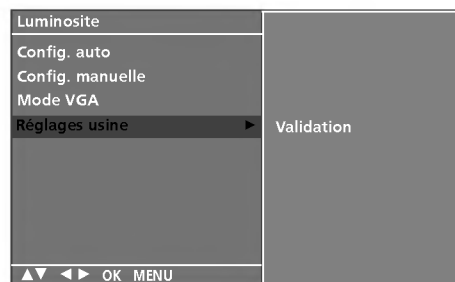 Luminosite
Config. auto
Config. manuelle
Mode VGA
Réglages usine ► Validation
▲▼ ◄► OK MENU